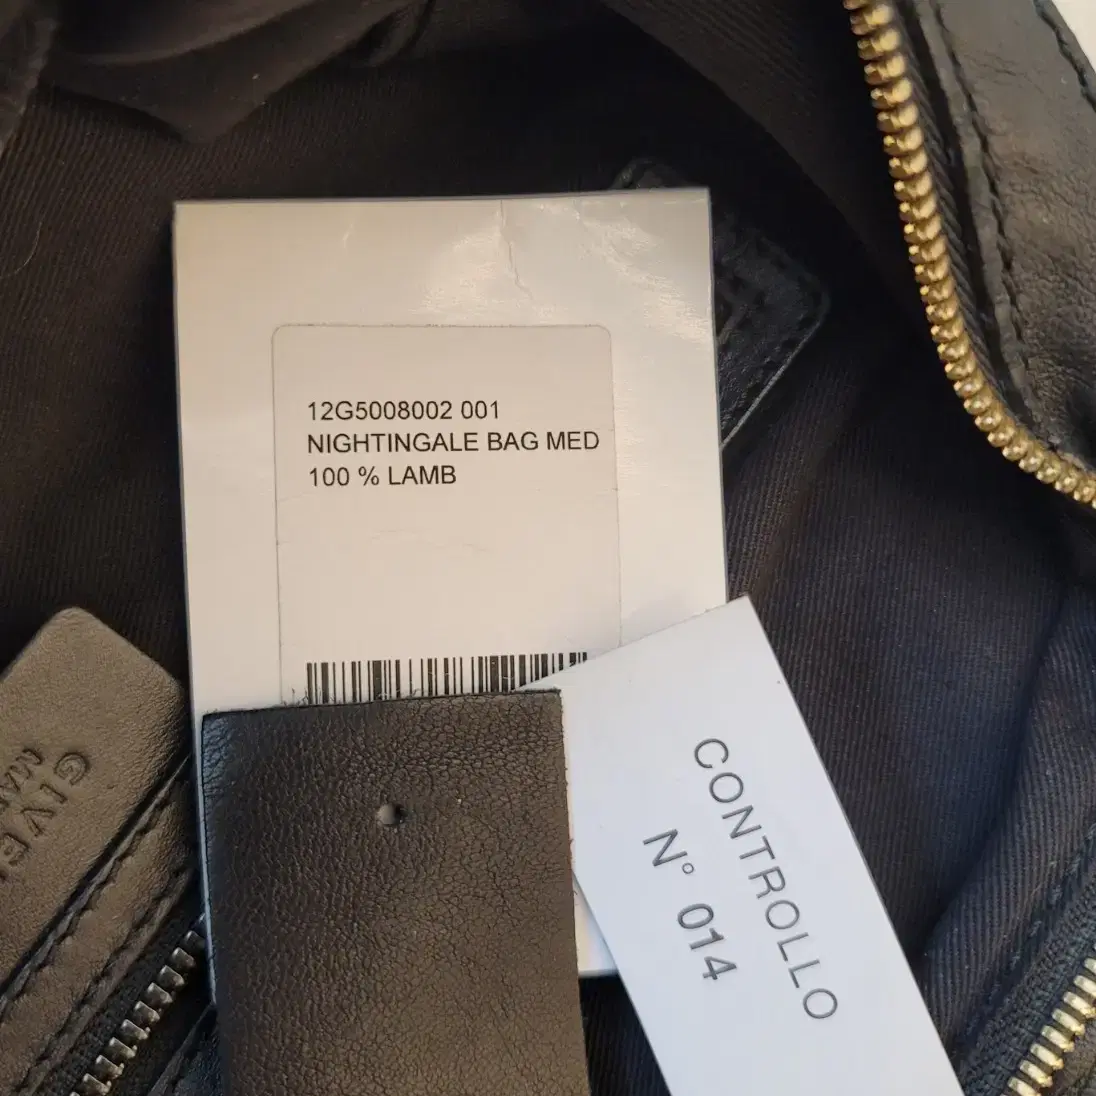 12G5008002 001
NIGHTINGALE BAG MED
100 % LAMB
CONTROLLO
N° 014